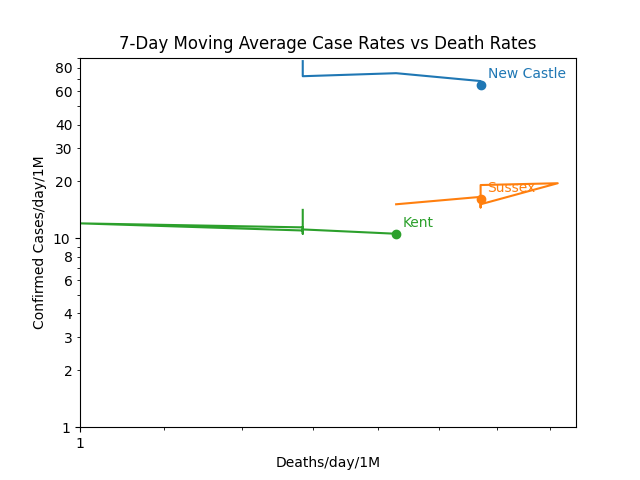 7-Day Moving Average Case Rates vs Death Rates
80
60
40
30
20
10
8
6
4
3
2
1
1
Confirmed Cases/day/1M
Deaths/day/1M
New Castle
Sussex
Kent